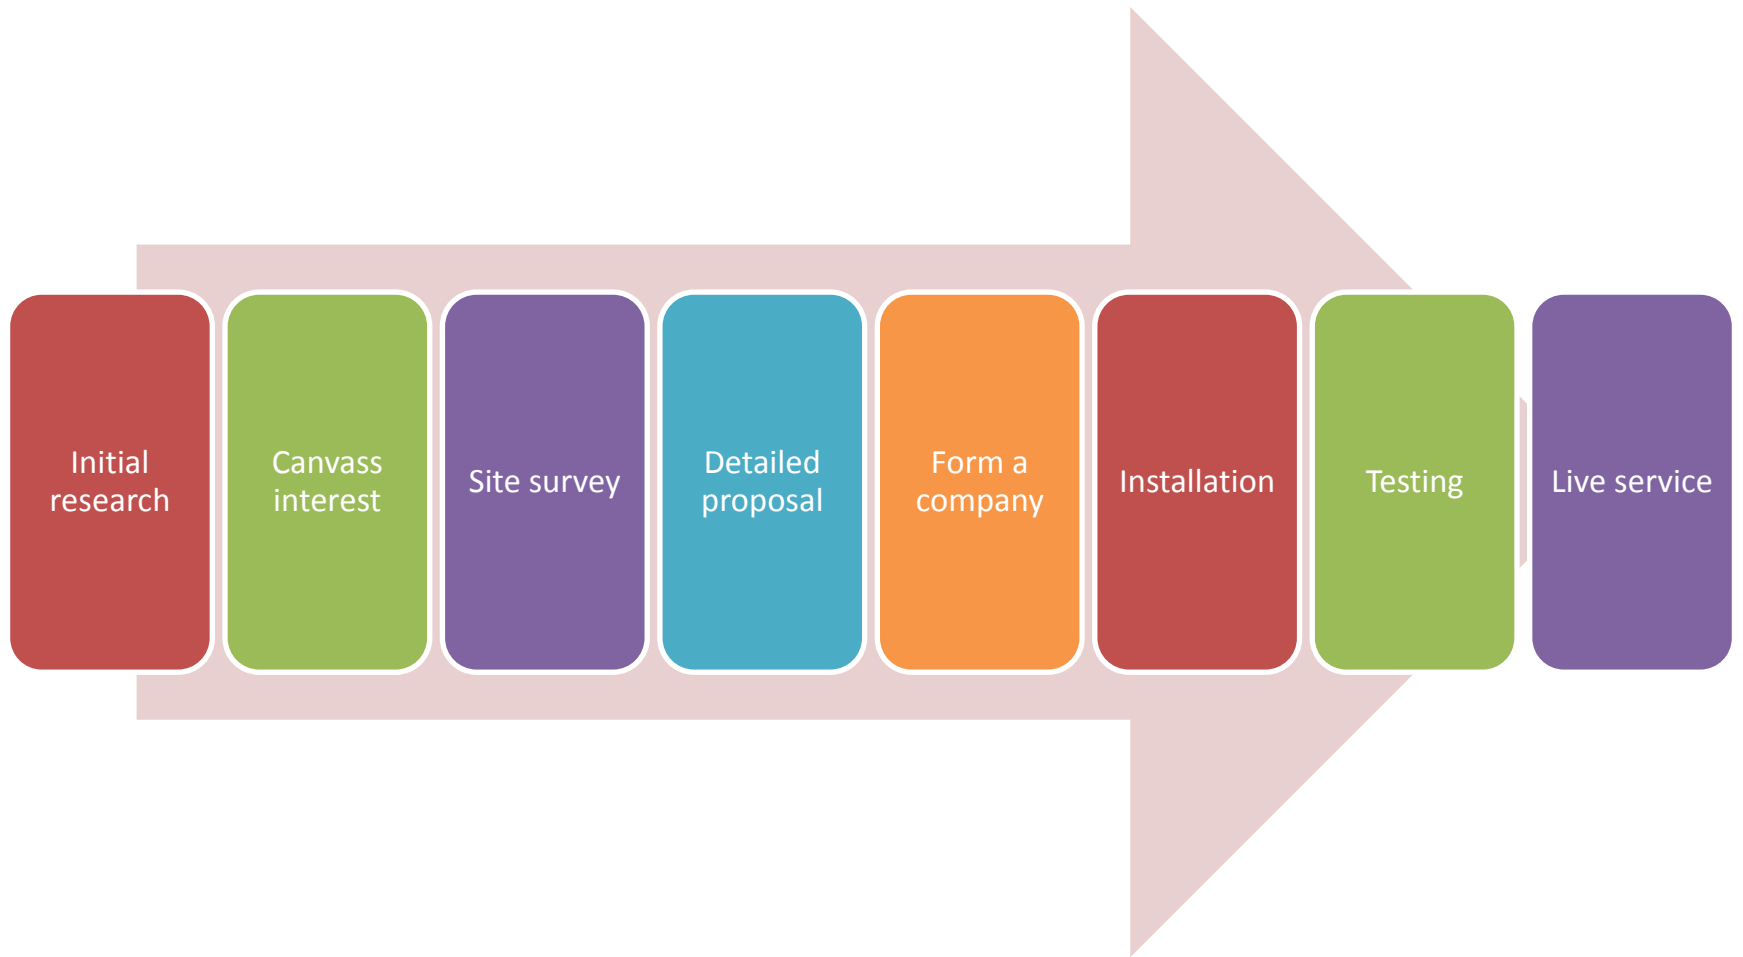 Initial
research
Canvass
interest
Site survey
Detailed
proposal
Form a
company
Installation
Testing
Live service